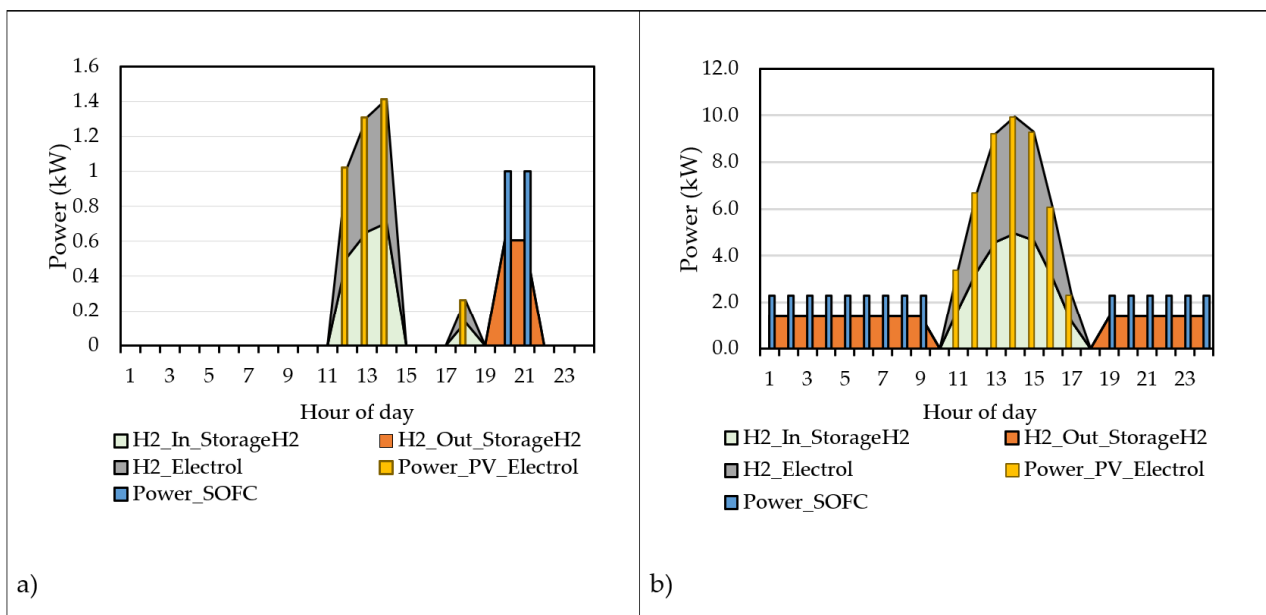 1.6
1.4
1.2
1
0.8
0.6
0.4
0.2
0
Power (kW)
1 3 5 7 9 11 13 15 17 19 21 23
Hour of day
H2_In_StorageH2 H2_Out_StorageH2
H2_Electrol Power_PV_Electrol
Power_SOFC
a)
12.0
10.0
8.0
6.0
4.0
2.0
0.0
Power (kW)
1 3 5 7 9 11 13 15 17 19 21 23
Hour of day
H2_In_StorageH2 H2_Out_StorageH2
H2_Electrol Power_PV_Electrol
Power_SOFC
b)